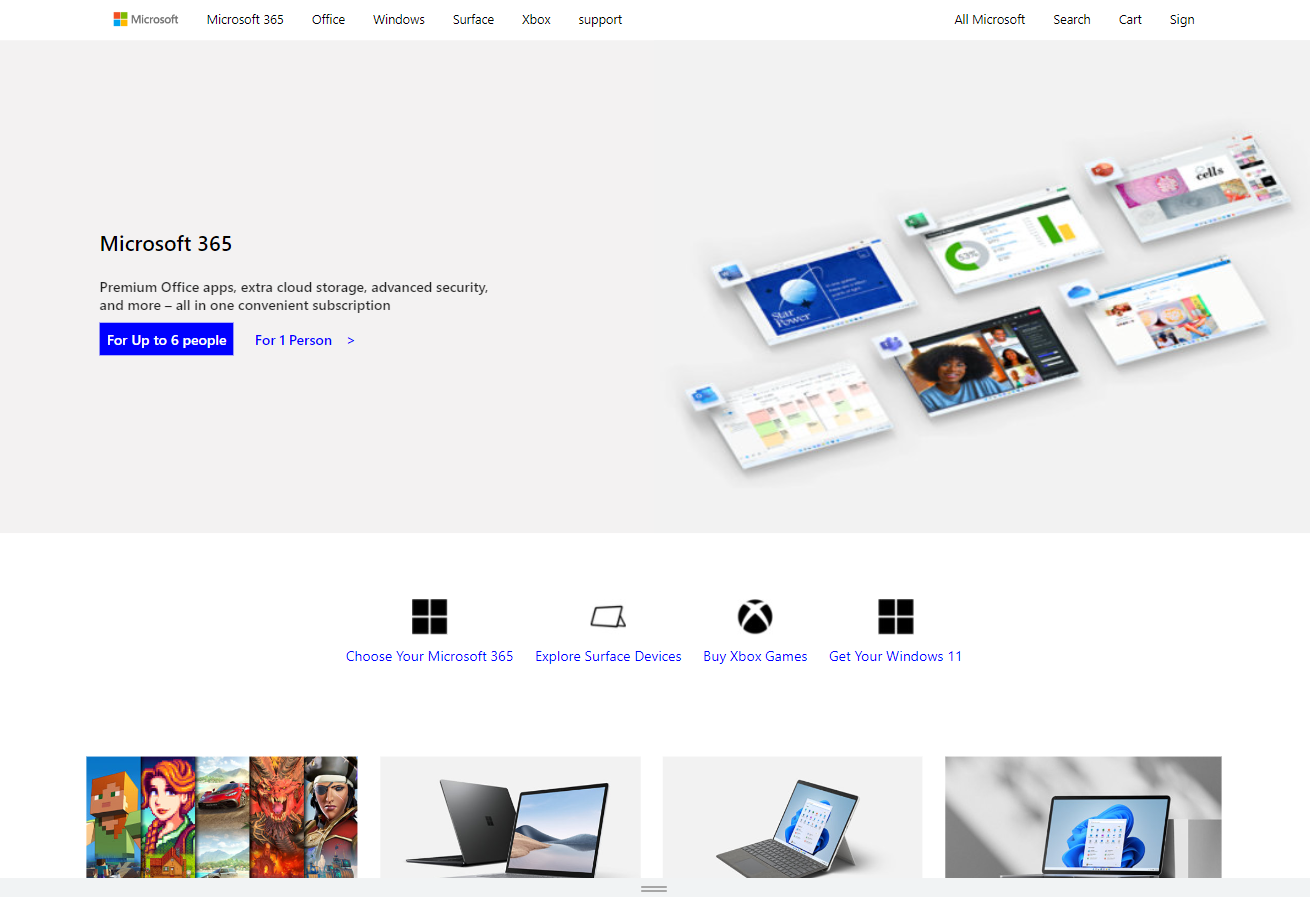 Microsoft Microsoft 365 Office Windows Surface Xbox support All Microsoft Search Cart Sign
cells
53%
Star
Power
Microsoft 365
Premium Office apps, extra cloud storage, advanced security,
and more – all in one convenient subscription
For Up to 6 people For 1 Person >
Choose Your Microsoft 365 Explore Surface Devices Buy Xbox Games Get Your Windows 11